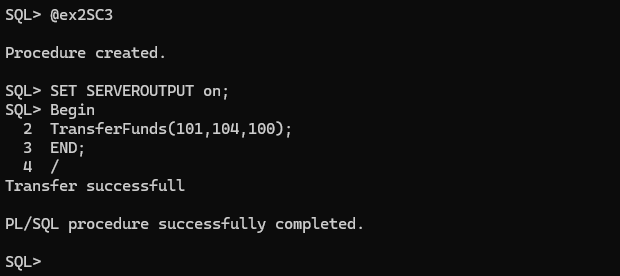 SQL> @ex2SC3
Procedure created.
SQL> SET SERVEROUTPUT on;
SQL> Begin
2 TransferFunds(101,104,100);
3 END;
4 /
Transfer successfull
PL/SQL procedure successfully completed.
SQL>